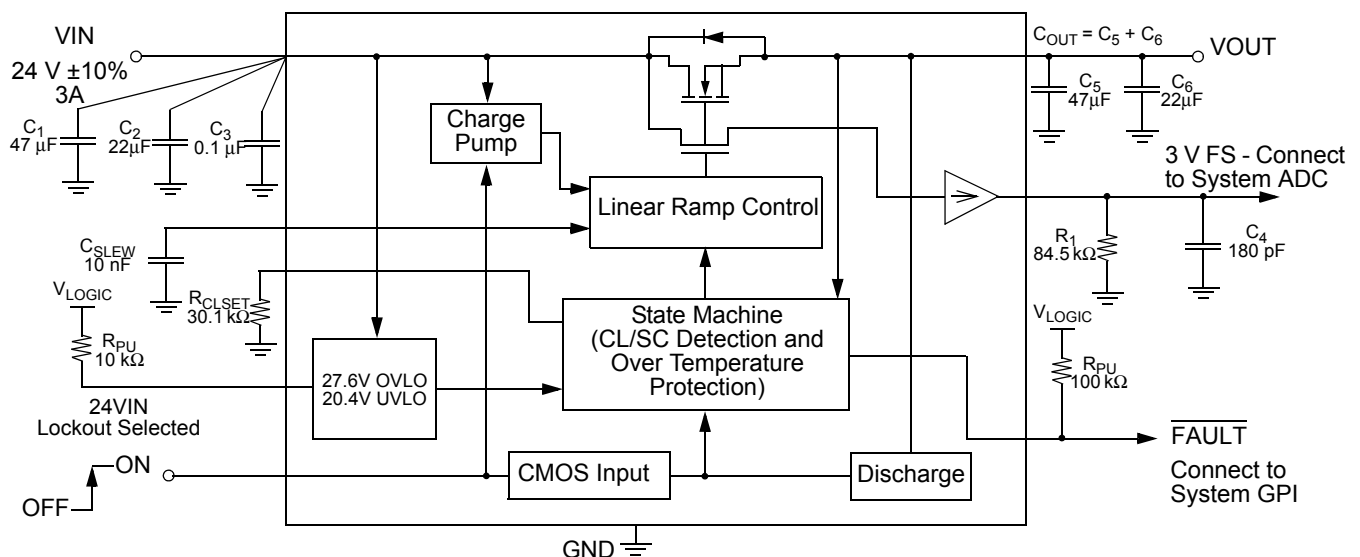 VIN
24 V ±10%
3A
C1
47 μF
C2
22μF
C3
0.1 μF
COUT = C5 + C6
VOUT
C5
47μF
C6
22μF
Charge
Pump
3 V FS - Connect
to System ADC
Linear Ramp Control
CSLEW
10 nF
R1
84.5 kΩ
C4
180 pF
VLOGIC
RCLSET
30.1 kΩ
RPU
10 kΩ
State Machine
(CL/SC Detection and
Over Temperature
Protection)
VLOGIC
RPU
100 kΩ
27.6V OVLO
20.4V UVLO
24VIN
Lockout Selected
FAULT
ON
OFF
CMOS Input
Discharge
Connect to
System GPI
GND